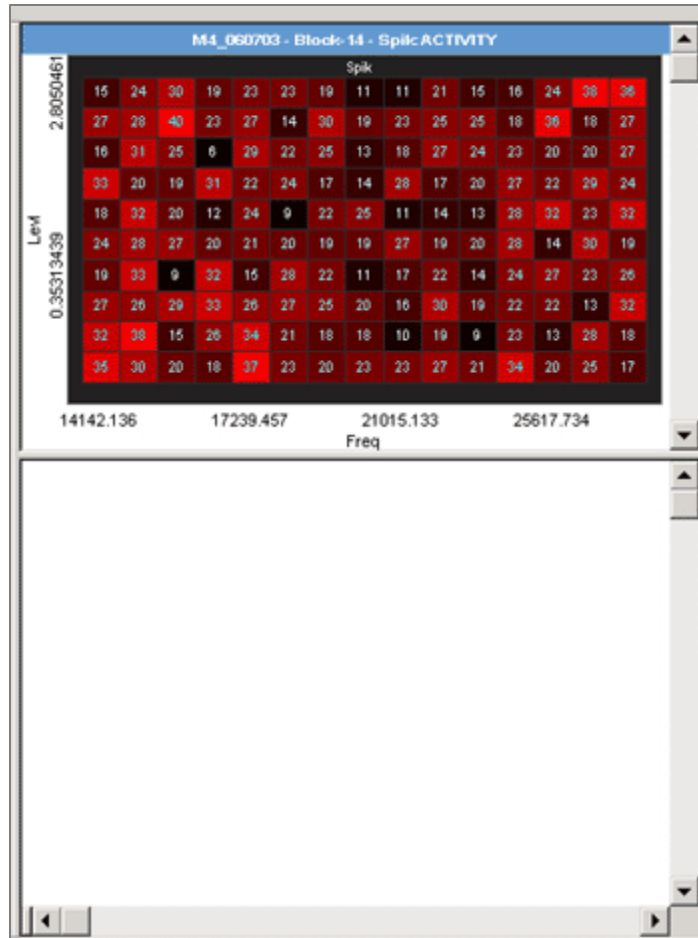 M4_060703 - Block-14 - Spik ACTIVITY
Spik
2.8050461
15 24 30 19 23 23 19 11 11 21 15 16 24 38 36
27 28 40 23 27 14 30 19 23 25 25 18 36 18 27
16 31 25 6 29 22 25 13 18 27 24 23 20 20 27
33 20 19 31 22 24 17 14 28 17 20 27 22 29 24
18 32 20 12 24 9 22 25 11 14 13 28 32 23 32
Levl
24 28 27 20 21 20 19 19 27 19 20 28 14 30 19
0.35313439
19 33 9 32 15 28 22 11 17 22 14 24 27 23 26
27 26 29 33 26 27 25 20 16 30 19 22 22 13 32
32 38 15 26 34 21 18 18 10 19 9 23 13 28 18
35 30 20 18 37 23 20 23 23 27 21 34 20 25 17
14142.136 17239.457 21015.133 25617.734
Freq